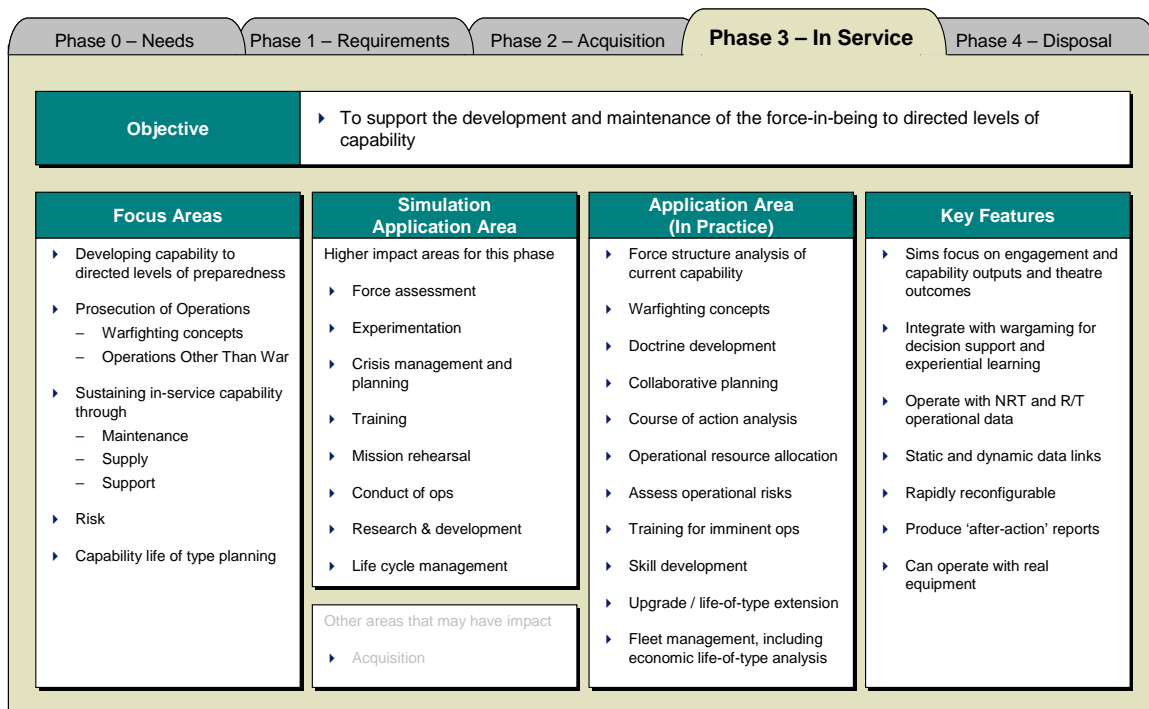 Phase 0 – Needs
Phase 1 – Requirements
Phase 2 – Acquisition
Phase 3 – In Service
Phase 4 – Disposal
Objective
To support the development and maintenance of the force-in-being to directed levels of
capability
Focus Areas
Developing capability to
directed levels of preparedness
Prosecution of Operations
– Warfighting concepts
– Operations Other Than War
Sustaining in-service capability
through
– Maintenance
– Supply
– Support
Risk
Capability life of type planning
Simulation
Application Area
Higher impact areas for this phase
Force assessment
Experimentation
Crisis management and
planning
Training
Mission rehearsal
Conduct of ops
Research & development
Life cycle management
Other areas that may have impact
Acquisition
Application Area
(In Practice)
Force structure analysis of
current capability
Warfighting concepts
Doctrine development
Collaborative planning
Course of action analysis
Operational resource allocation
Assess operational risks
Training for imminent ops
Skill development
Upgrade / life-of-type extension
Fleet management, including
economic life-of-type analysis
Key Features
Sims focus on engagement and
capability outputs and theatre
outcomes
Integrate with wargaming for
decision support and
experiential learning
Operate with NRT and R/T
operational data
Static and dynamic data links
Rapidly reconfigurable
Produce ‘after-action’ reports
Can operate with real
equipment